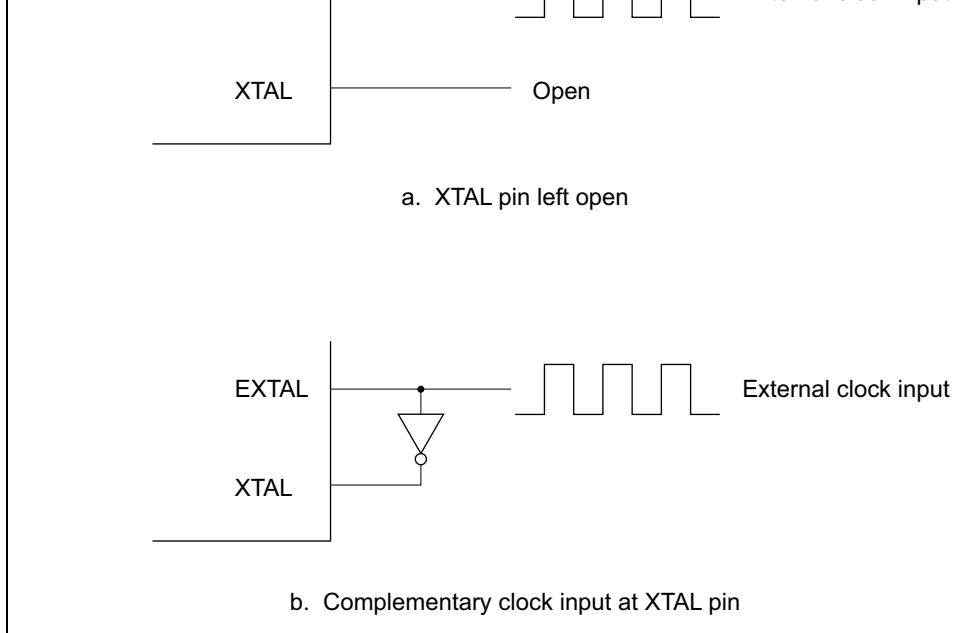 XTAL Open
a. XTAL pin left open
EXTAL External clock input
XTAL
b. Complementary clock input at XTAL pin